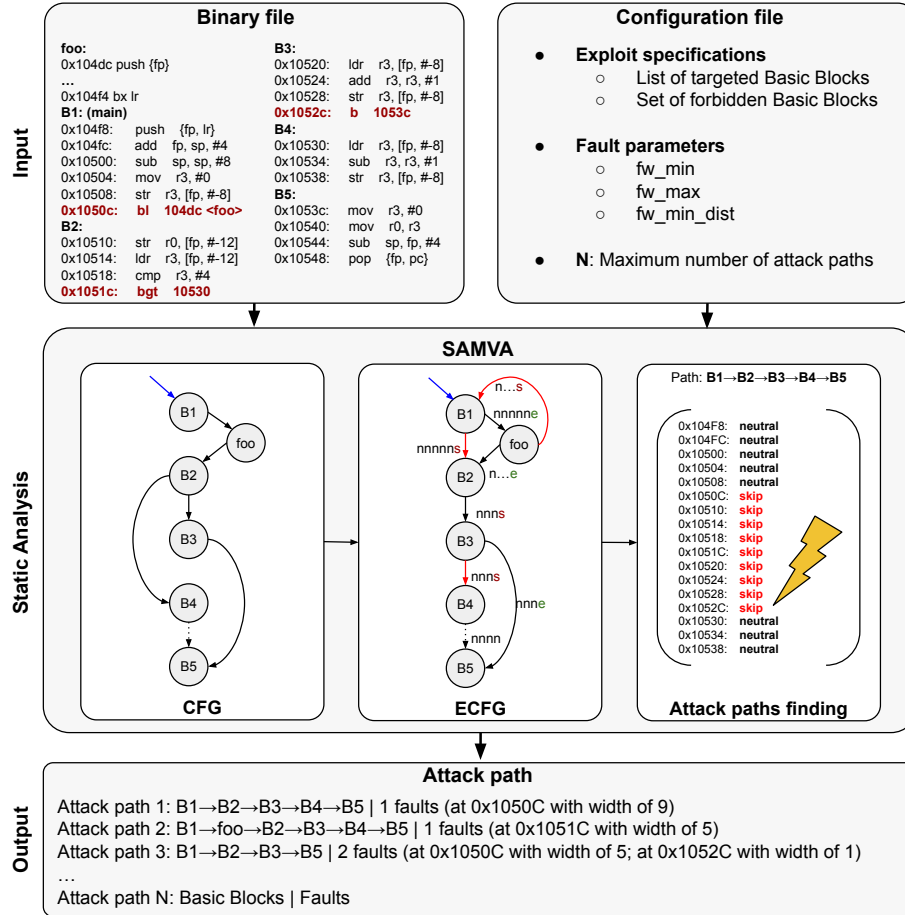 Input
Binary file
foo:
0x104dc push {fp}
...
0x104f4 bx lr
B1: (main)
0x104f8: push {fp, lr}
0x104fc: add fp, sp, #4
0x10500: sub sp, sp, #8
0x10504: mov r3, #0
0x10508: str r3, [fp, #-8]
0x1050c: bl 104dc <foo>
B2:
0x10510: str r0, [fp, #-12]
0x10514: ldr r3, [fp, #-12]
0x10518: cmp r3, #4
0x1051c: bgt 10530
B3:
0x10520: ldr r3, [fp, #-8]
0x10524: add r3, r3, #1
0x10528: str r3, [fp, #-8]
0x1052c: b 1053c
B4:
0x10530: ldr r3, [fp, #-8]
0x10534: sub r3, r3, #1
0x10538: str r3, [fp, #-8]
B5:
0x1053c: mov r3, #0
0x10540: mov r0, r3
0x10544: sub sp, fp, #4
0x10548: pop {fp, pc}
Configuration file
● Exploit specifications
○ List of targeted Basic Blocks
○ Set of forbidden Basic Blocks
● Fault parameters
○ fw_min
○ fw_max
○ fw_min_dist
● N: Maximum number of attack paths
Static Analysis
SAMVA
B1
foo
B2
B3
B4
B5
CFG
n...s
B1
nnnnne
foo
nnnnns
B2
n...e
nnns
B3
nnns
B4
nnne
nnnn
B5
ECFG
Path: B1→B2→B3→B4→B5
0x104F8: neutral
0x104FC: neutral
0x10500: neutral
0x10504: neutral
0x10508: neutral
0x1050C: skip
0x10510: skip
0x10514: skip
0x10518: skip
0x1051C: skip
0x10520: skip
0x10524: skip
0x10528: skip
0x1052C: skip
0x10530: neutral
0x10534: neutral
0x10538: neutral
Attack paths finding
Output
Attack path
Attack path 1: B1→B2→B3→B4→B5 | 1 faults (at 0x1050C with width of 9)
Attack path 2: B1→foo→B2→B3→B4→B5 | 1 faults (at 0x1051C with width of 5)
Attack path 3: B1→B2→B3→B5 | 2 faults (at 0x1050C with width of 5; at 0x1052C with width of 1)
...
Attack path N: Basic Blocks | Faults